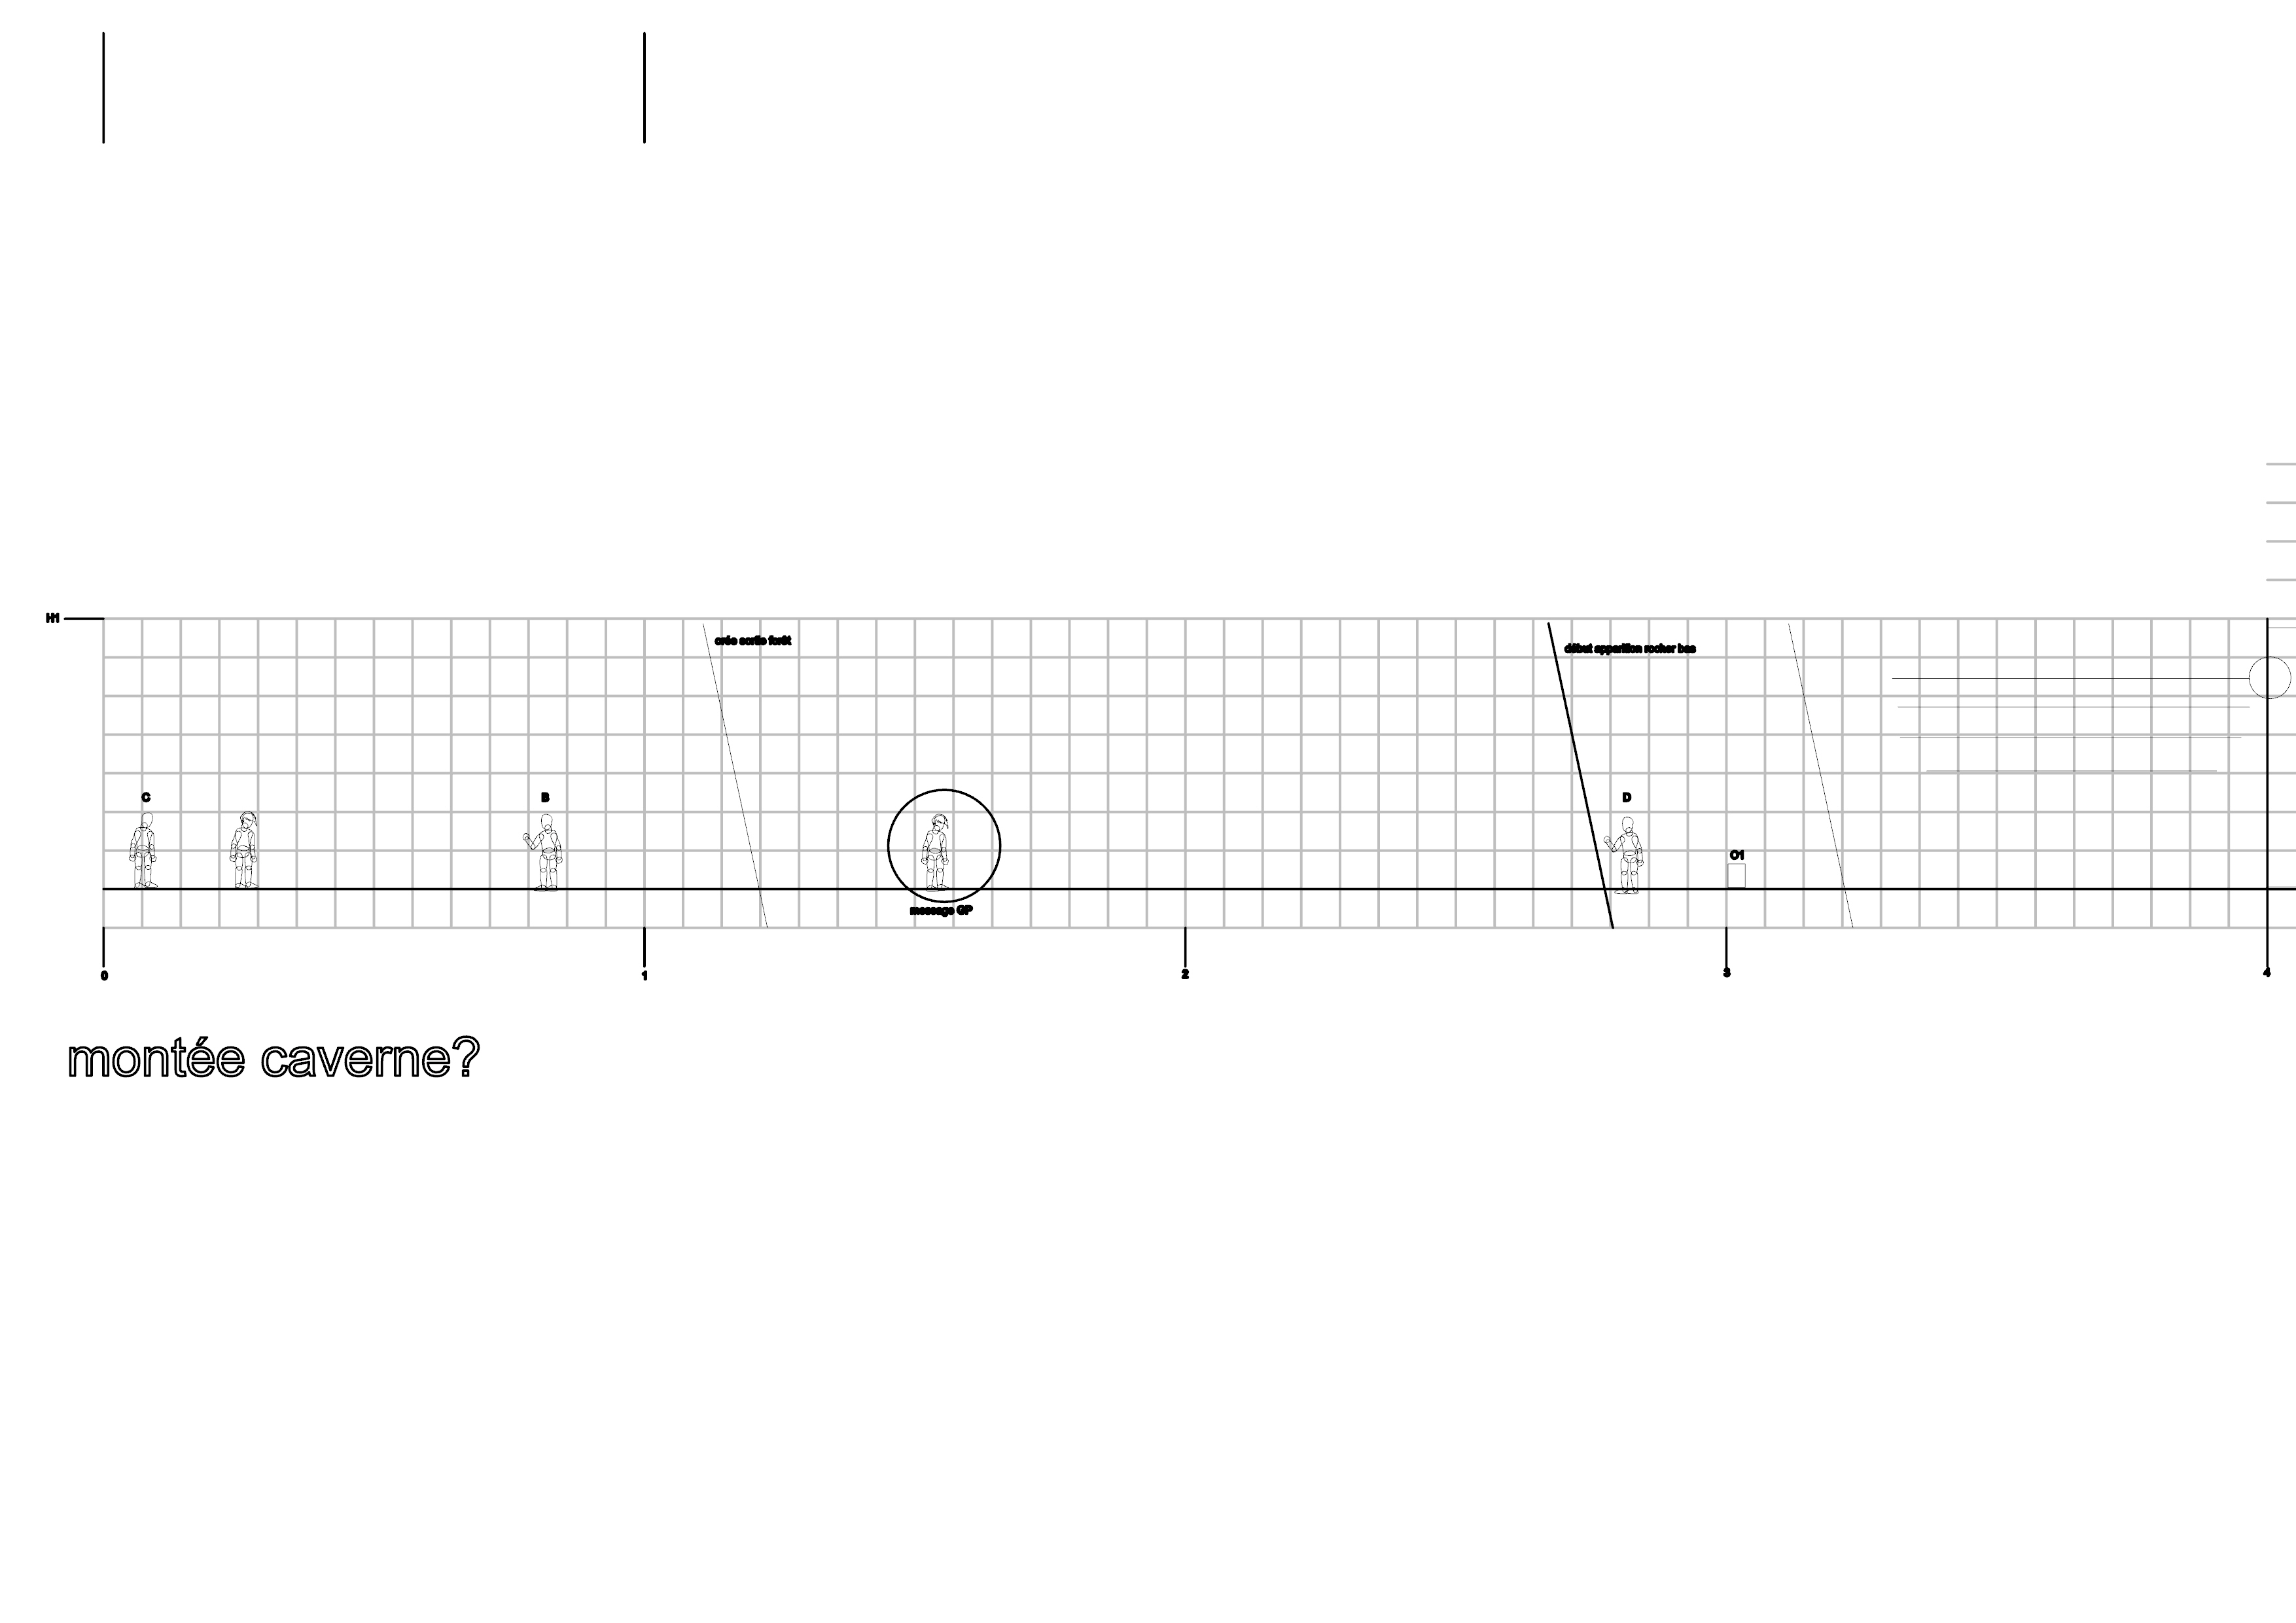 H1
crée sortie forêt
début apparition rocher bas
C
B
D
O1
message GP
0
1
2
3
4
montée caverne?